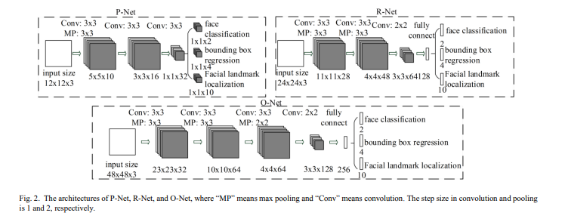 P-Net
Conv: 3x3 Conv: 3x3 Conv: 3x3
MP: 3x3
face
classification
1x1x2
bounding box
regression
1x1x4
Facial landmark
localization
1x1x10
input size
12x12x3
5x5x10
3x3x16
1x1x32
R-Net
Conv: 3x3 Conv: 3x3 Conv: 2x2 fully
MP: 3x3 MP: 3x3 connect
face classification
2
bounding box
regression
4
Facial landmark
localization
10
input size
24x24x3
11x11x28
4x4x48 3x3x64 128
O-Net
Conv: 3x3 Conv: 3x3 Conv: 3x3 Conv: 2x2 fully
MP: 3x3 MP: 3x3 MP: 2x2 connect
face classification
2
bounding box regression
4
Facial landmark localization
10
input size
48x48x3
23x23x32
10x10x64
4x4x64
3x3x128 256
Fig. 2. The architectures of P-Net, R-Net, and O-Net, where “MP” means max pooling and “Conv” means convolution. The step size in convolution and pooling
is 1 and 2, respectively.